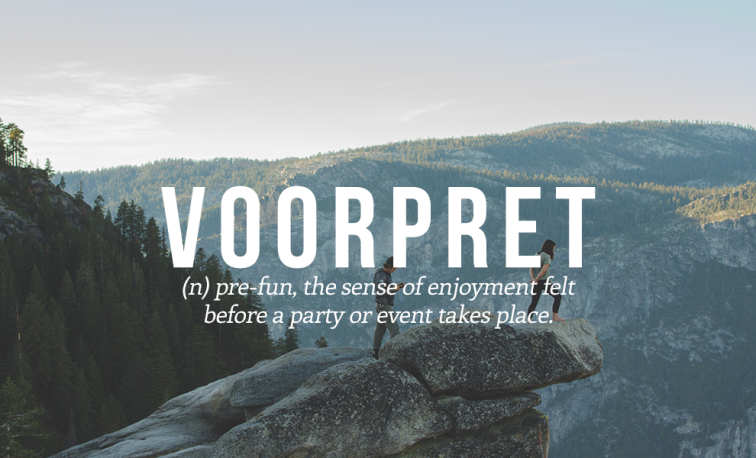 VOORPRET
(n) pre-fun, the sense of enjoyment felt
before a party or event takes place.